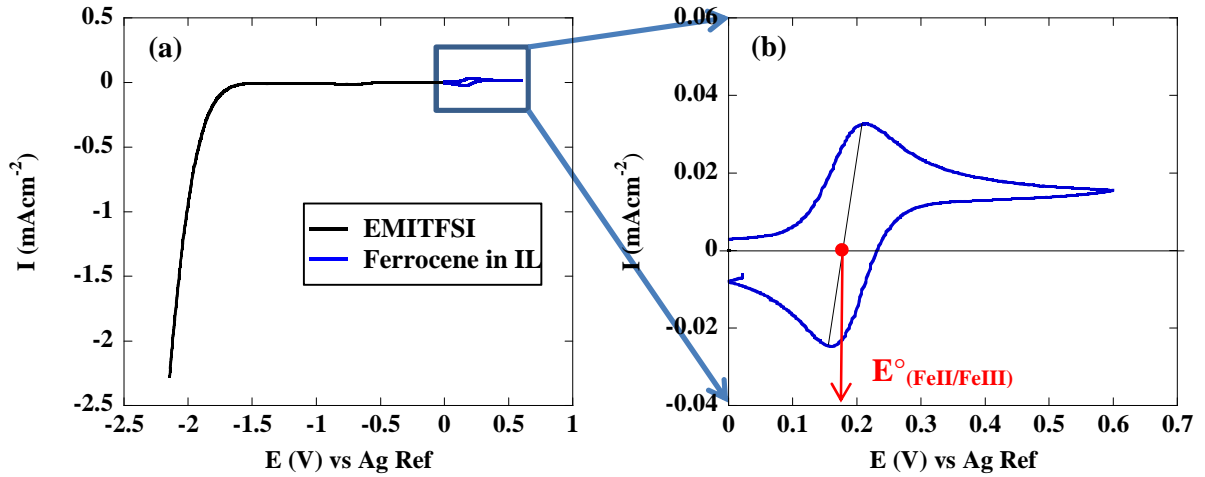 (a)
0.5
0
-0.5
-1
-1.5
-2
-2.5
I (mAcm-2)
EMITFSI
Ferrocene in IL
-2.5 -2 -1.5 -1 -0.5 0 0.5 1
E (V) vs Ag Ref
(b)
0.06
0.04
0.02
0
-0.02
-0.04
I (mAcm-2)
E°(FeII/FeIII)
0 0.1 0.2 0.3 0.4 0.5 0.6 0.7
E (V) vs Ag Ref